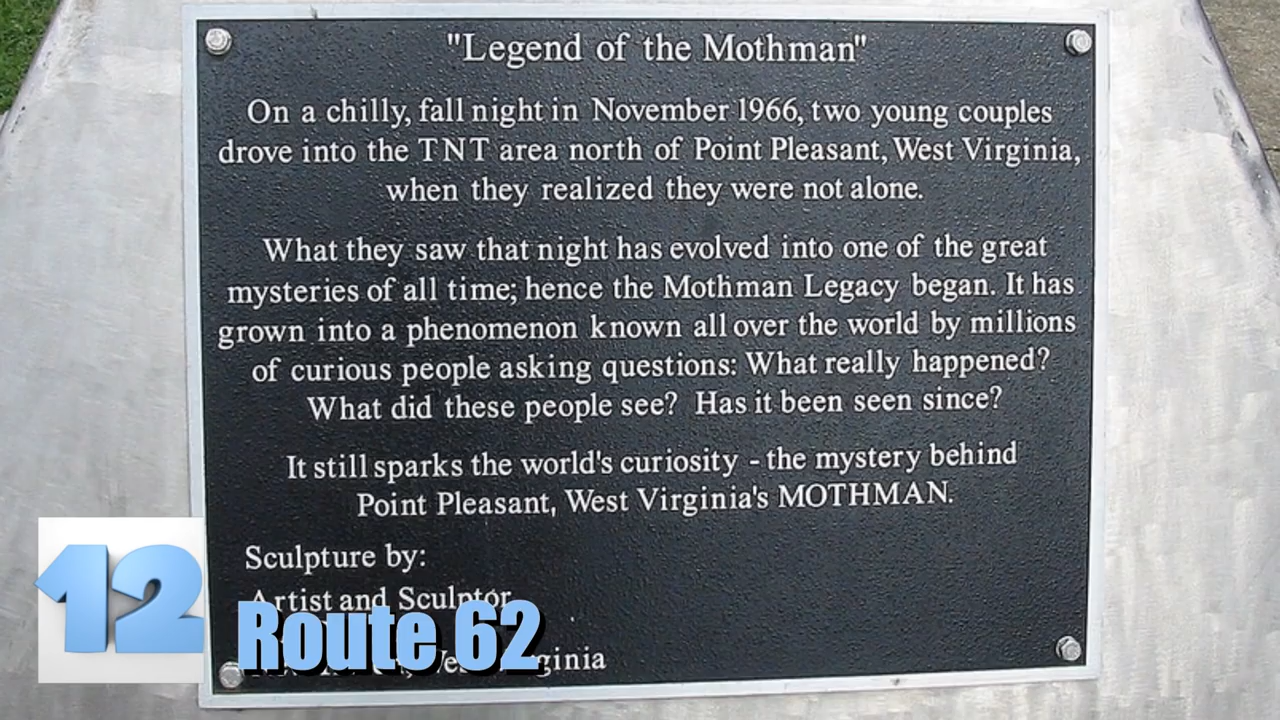 "Legend of the Mothman"
On a chilly, fall night in November 1966, two young couples
drove into the TNT area north of Point Pleasant, West Virginia,
when they realized they were not alone.
What they saw that night has evolved into one of the great
mysteries of all time; hence the Mothman Legacy began. It has
grown into a phenomenon known all over the world by millions
of curious people asking questions: What really happened?
What did these people see? Has it been seen since?
It still sparks the world's curiosity - the mystery behind
Point Pleasant, West Virginia's MOTHMAN.
Sculpture by:
Artist and Sculptor
12
Route 62